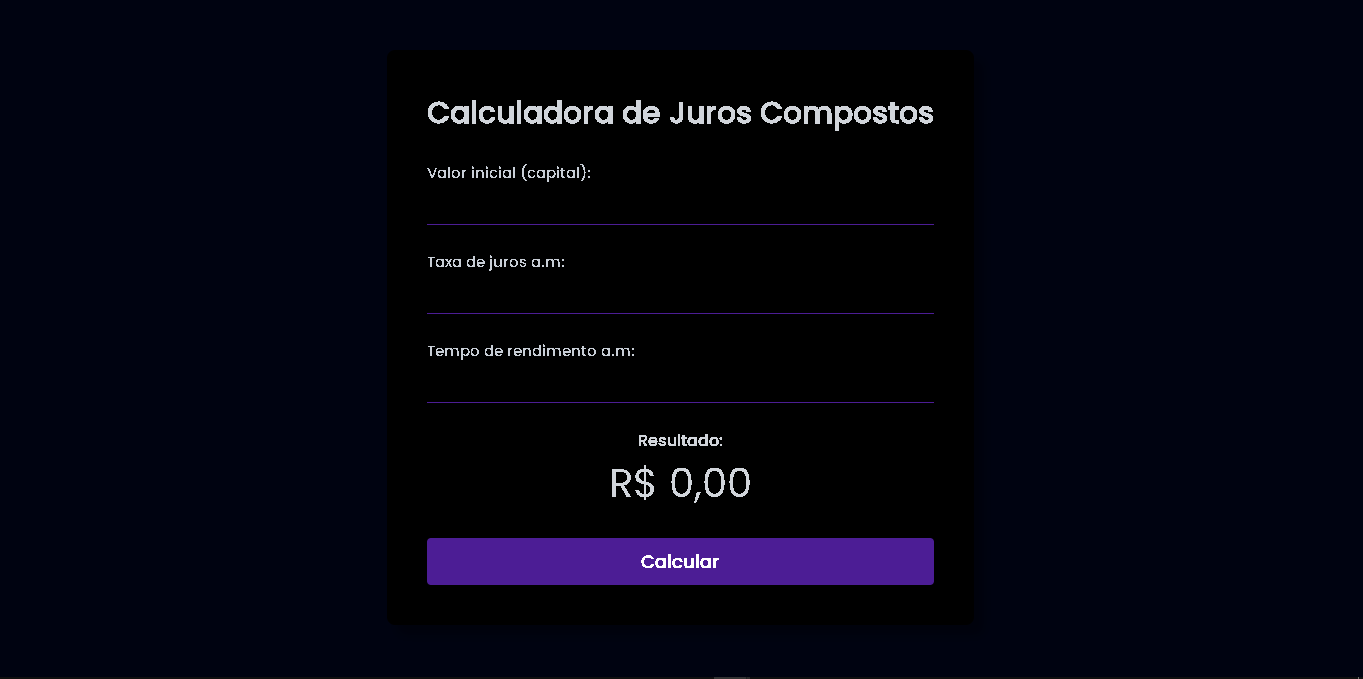 Calculadora de Juros Compostos
Valor inicial (capital):
Taxa de juros a.m:
Tempo de rendimento a.m:
Resultado:
R$ 0,00
Calcular